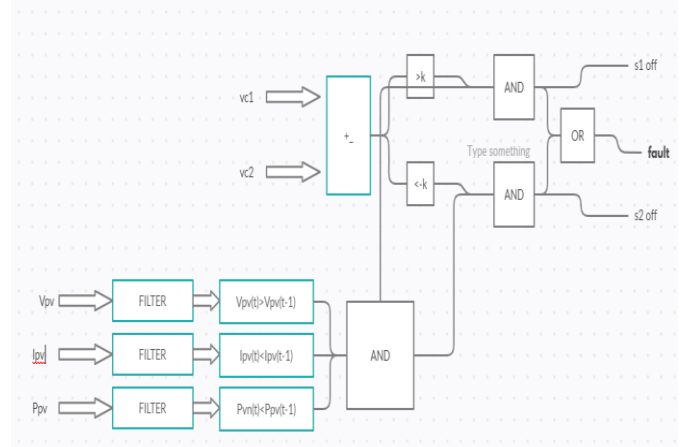 >k
AND
s1 off
vc1
+_
OR
fault
Type something
vc2
<-k
AND
s2 off
Vpv
FILTER
Vpv(t)>Vpv(t-1)
Ipv
FILTER
Ipv(t)<Ipv(t-1)
AND
Ppv
FILTER
Pvn(t)<Ppv(t-1)